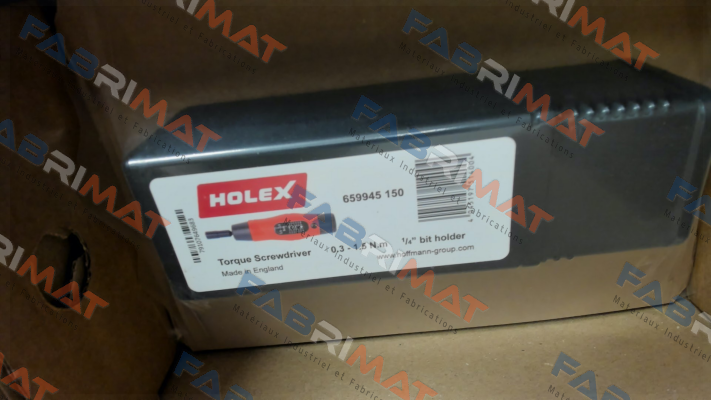 HOLEX
659945 150
Torque Screwdriver 0,3 - 1,5 N.m 1/4" bit holder
Made in England www.hoffmann-group.com
FABRIMAT
Matériaux Industriel et Fabrications